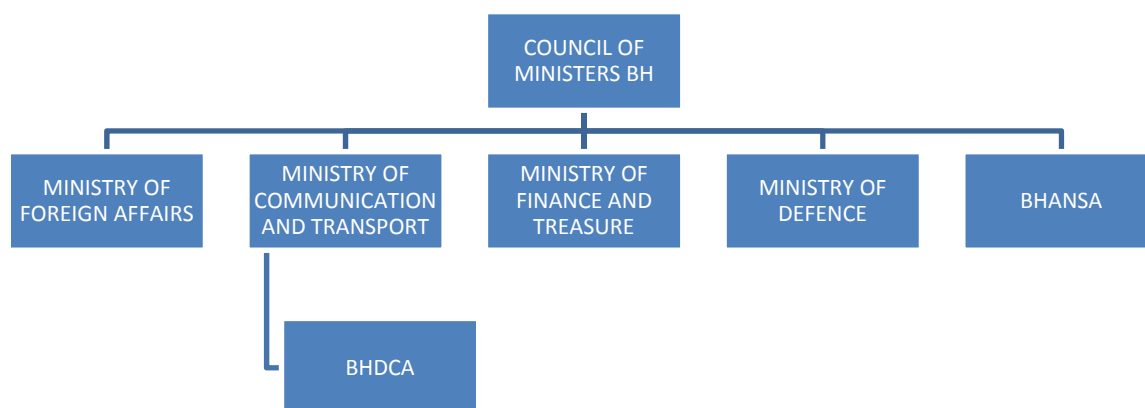 COUNCIL OF
MINISTERS BH
MINISTRY OF
FOREIGN AFFAIRS
MINISTRY OF
COMMUNICATION
AND TRANSPORT
MINISTRY OF
FINANCE AND
TREASURE
MINISTRY OF
DEFENCE
BHANSA
BHDCA